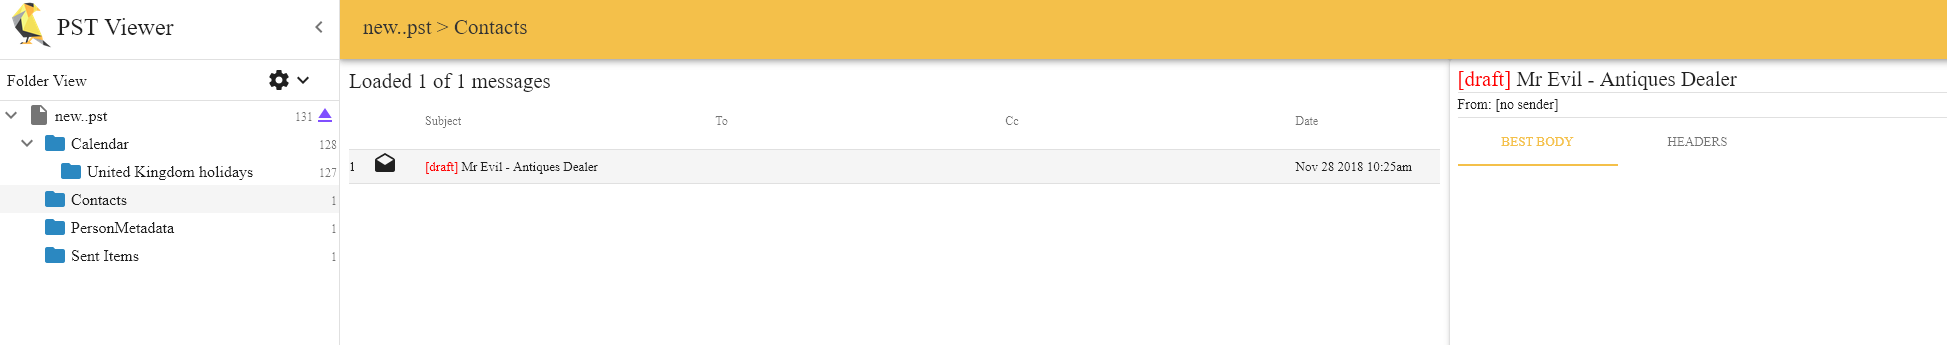 PST Viewer
new..pst > Contacts
Folder View
new..pst 131
Calendar 128
United Kingdom holidays 127
Contacts 1
PersonMetadata 1
Sent Items 1
Loaded 1 of 1 messages
Subject To Cc Date
1 [draft] Mr Evil - Antiques Dealer Nov 28 2018 10:25am
[draft] Mr Evil - Antiques Dealer
From: [no sender]
BEST BODY HEADERS